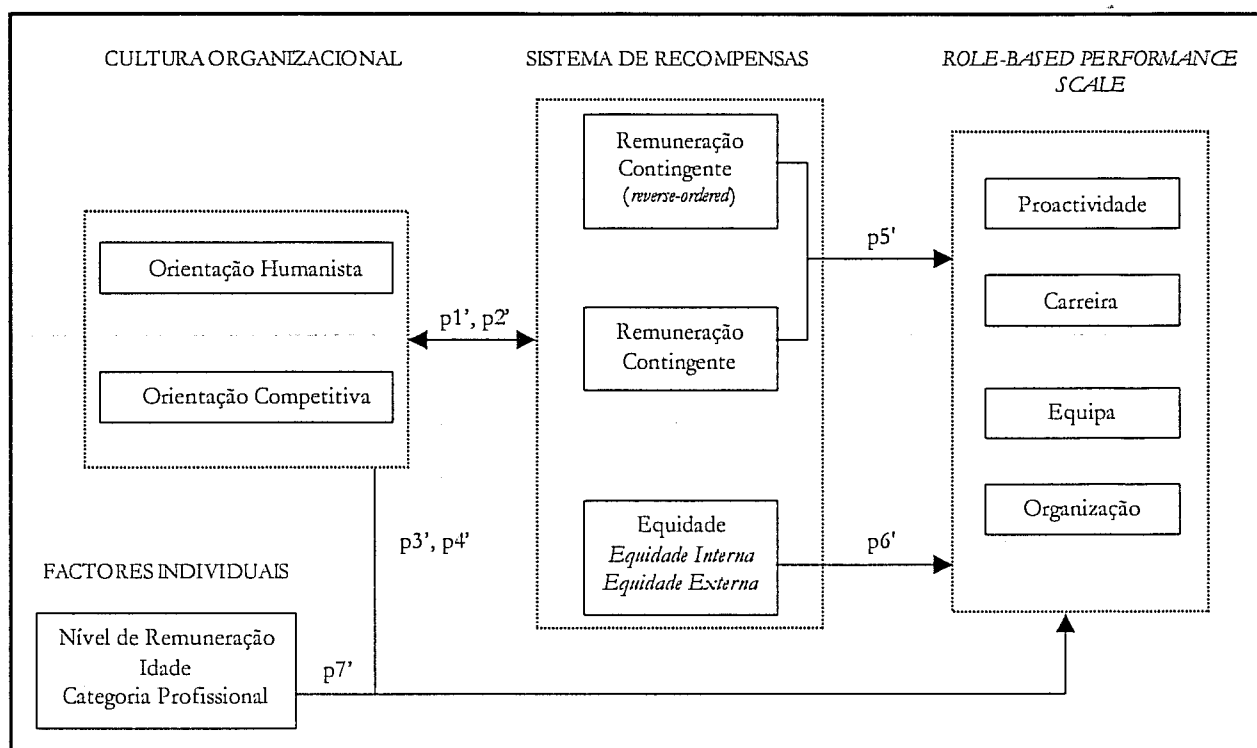 CULTURA ORGANIZACIONAL
Orientação Humanista
Orientação Competitiva
p1’, p2’
SISTEMA DE RECOMPENSAS
Remuneração
Contingente
(reverse-ordered)
Remuneração
Contingente
Equidade
Equidade Interna
Equidade Externa
p5'
p6'
ROLE-BASED PERFORMANCE
SCALE
Proactividade
Carreira
Equipa
Organização
p3’, p4’
FACTORES INDIVIDUAIS
Nível de Remuneração
Idade
Categoria Profissional
p7’